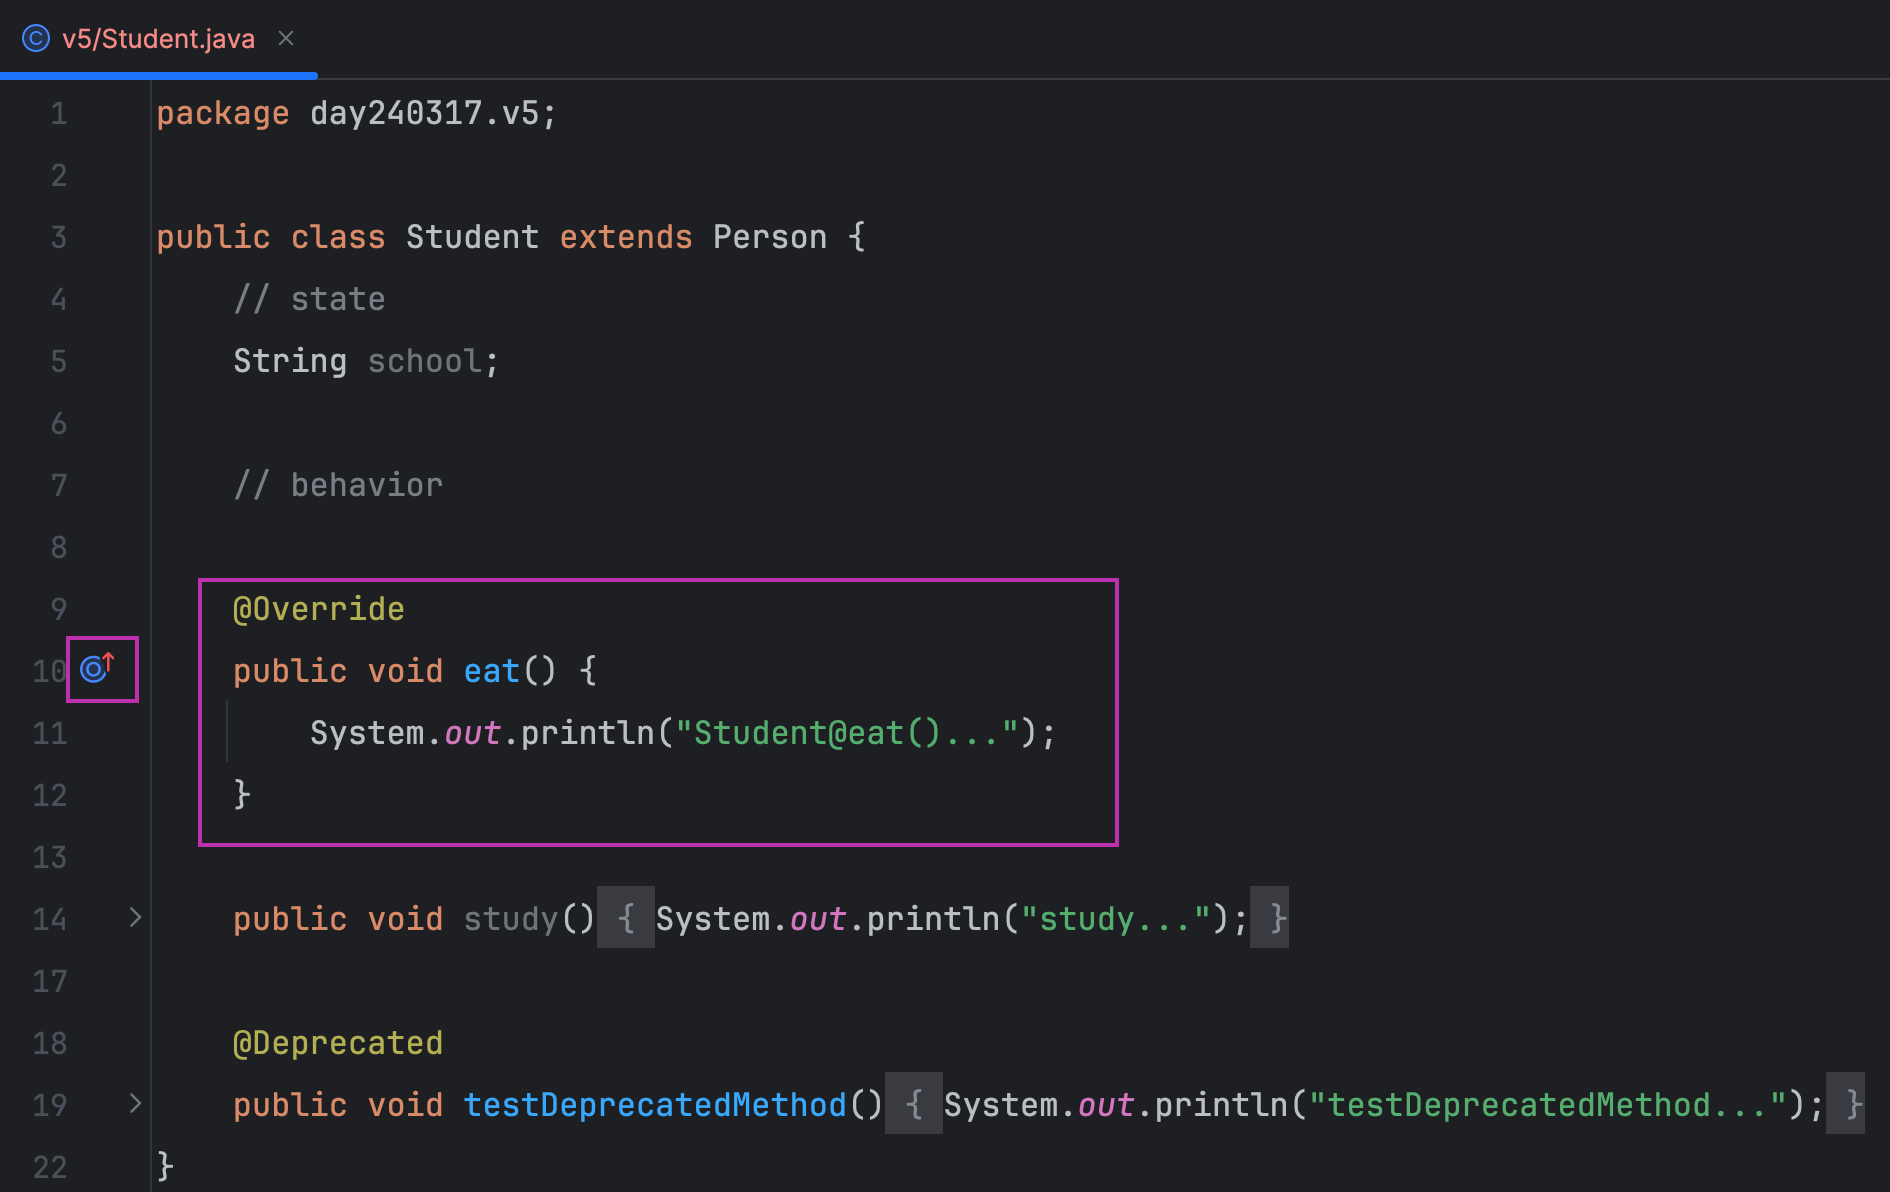 v5/Student.java
1 package day240317.v5;
2
3 public class Student extends Person {
4 // state
5 String school;
6
7 // behavior
8
9 @Override
10 public void eat() {
11 System.out.println("Student@eat()...");
12 }
13
14 public void study() { System.out.println("study..."); }
17
18 @Deprecated
19 public void testDeprecatedMethod() { System.out.println("testDeprecatedMethod..."); }
22 }